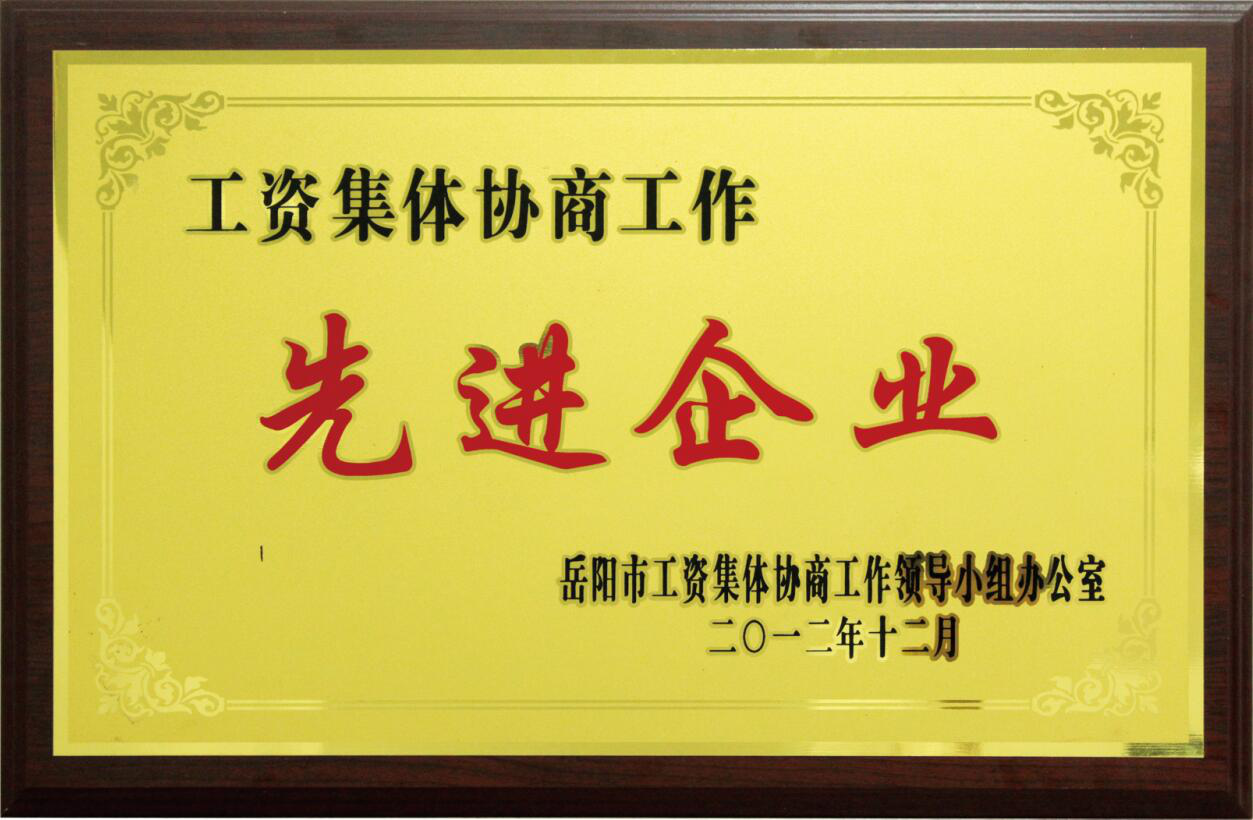 工资集体协商工作
先进企业
岳阳市工资集体协商工作领导小组办公室
二〇一二年十二月